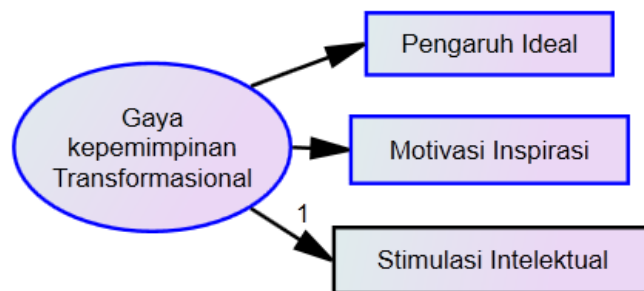 Pengaruh Ideal
Gaya
kepemimpinan
Transformasional
Motivasi Inspirasi
1
Stimulasi Intelektual